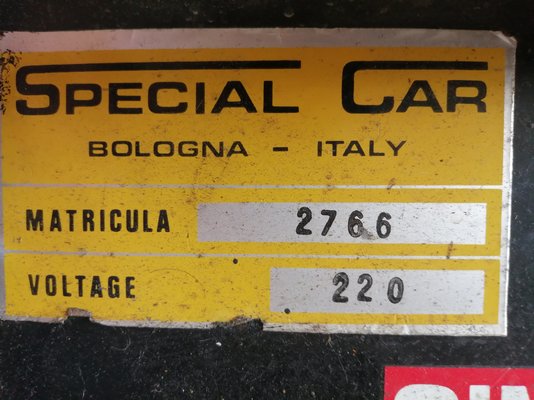 SPECIAL CAR
BOLOGNA - ITALY
MATRICULA 2766
VOLTAGE 220